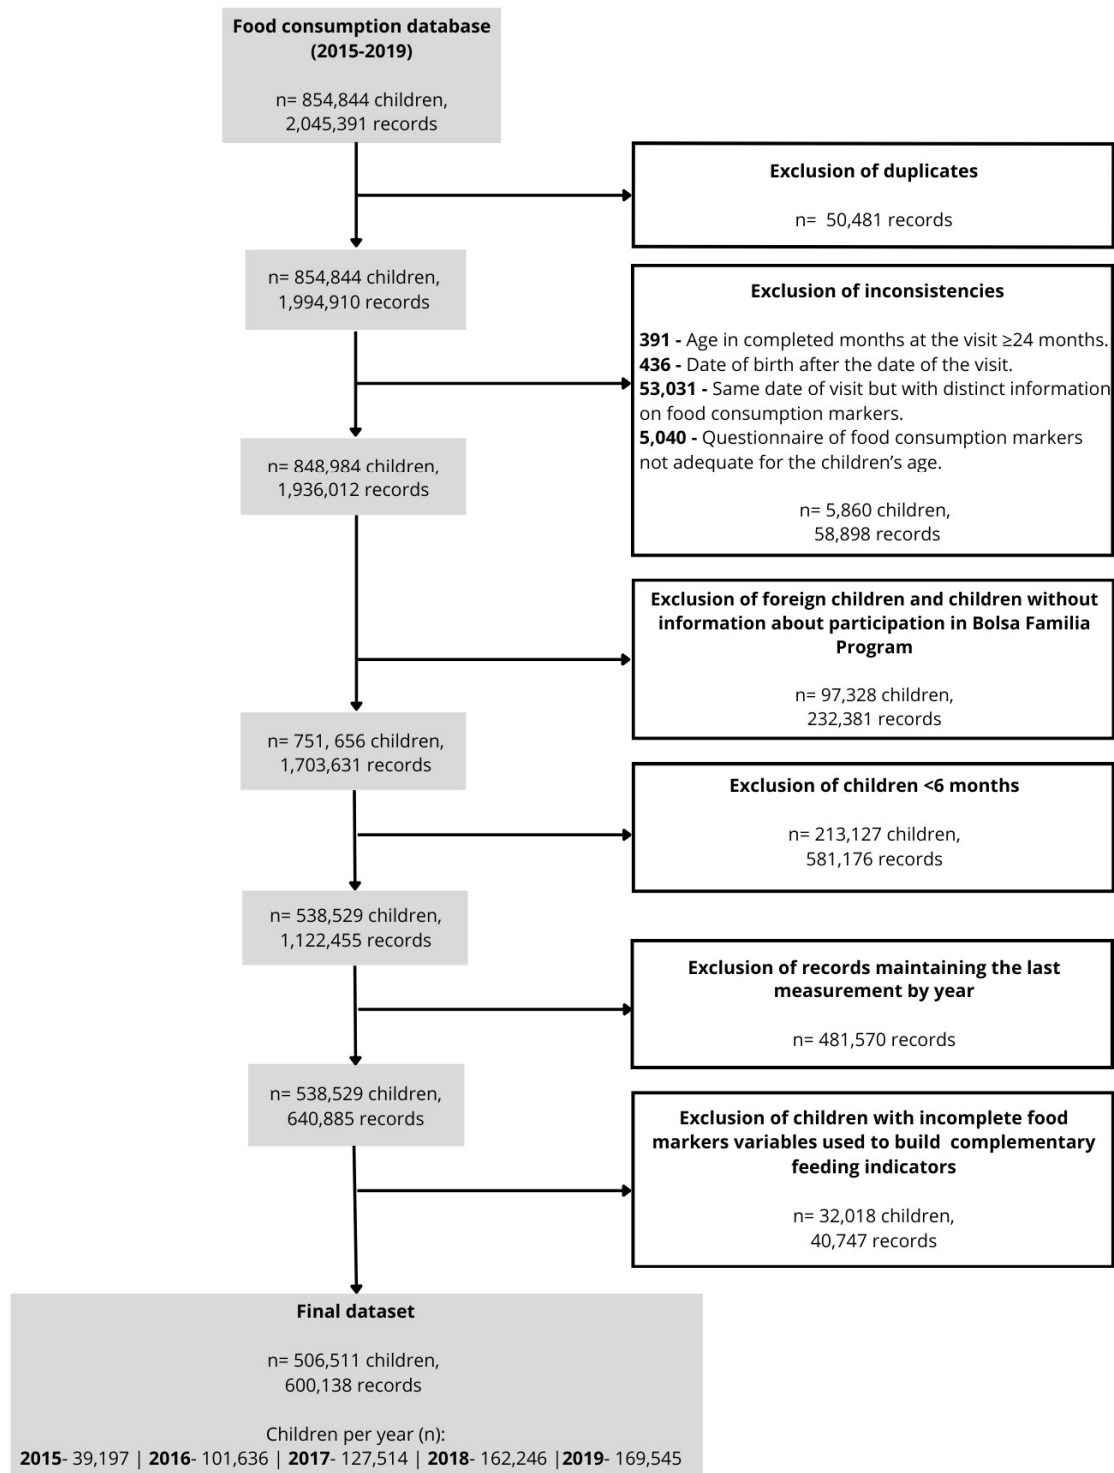 Food consumption database
(2015-2019)
n= 854,844 children,
2,045,391 records
Exclusion of duplicates
n=  50,481 records
n= 854,844 children,
1,994,910 records
Exclusion of inconsistencies
391 - Age in completed months at the visit ≥24 months.
436 - Date of birth after the date of the visit.
53,031 - Same date of visit but with distinct information
on food consumption markers.
5,040 - Questionnaire of food consumption markers
not adequate for the children’s age.
n= 5,860 children,
58,898 records
n= 848,984 children,
1,936,012 records
Exclusion of foreign children and children without
information about participation in Bolsa Familia
Program
n= 97,328 children,
232,381 records
n= 751, 656 children,
1,703,631 records
Exclusion of children <6 months
n= 213,127 children,
581,176 records
n= 538,529 children,
1,122,455 records
Exclusion of records maintaining the last
measurement by year
n= 481,570 records
n= 538,529 children,
640,885 records
Exclusion of children with incomplete food
markers variables used to build  complementary
feeding indicators
n= 32,018 children,
40,747 records
Final dataset
n= 506,511 children,
600,138 records
Children per year (n):
2015- 39,197 | 2016- 101,636 | 2017- 127,514 | 2018- 162,246 |2019- 169,545